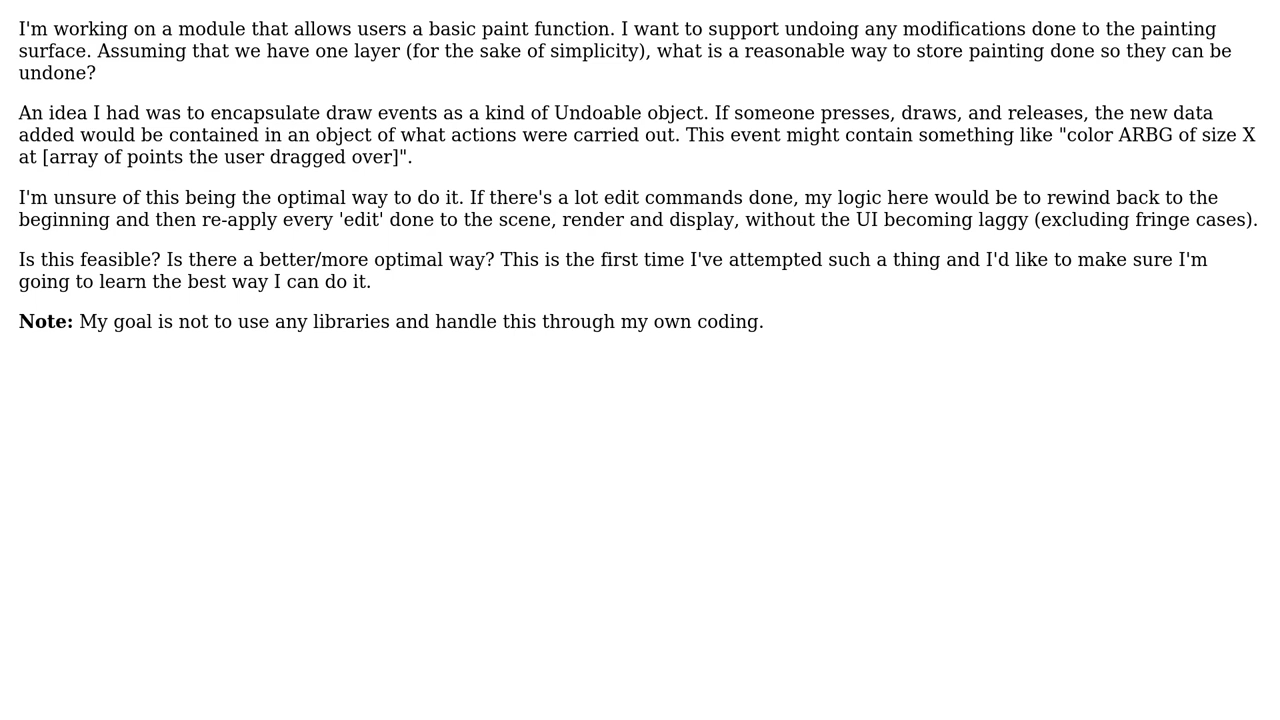 I'm working on a module that allows users a basic paint function. I want to support undoing any modifications done to the painting
surface. Assuming that we have one layer (for the sake of simplicity), what is a reasonable way to store painting done so they can be
undone?
An idea I had was to encapsulate draw events as a kind of Undoable object. If someone presses, draws, and releases, the new data
added would be contained in an object of what actions were carried out. This event might contain something like "color ARBG of size X
at [array of points the user dragged over]".
I'm unsure of this being the optimal way to do it. If there's a lot edit commands done, my logic here would be to rewind back to the
beginning and then re-apply every 'edit' done to the scene, render and display, without the UI becoming laggy (excluding fringe cases).
Is this feasible? Is there a better/more optimal way? This is the first time I've attempted such a thing and I'd like to make sure I'm
going to learn the best way I can do it.
Note: My goal is not to use any libraries and handle this through my own coding.